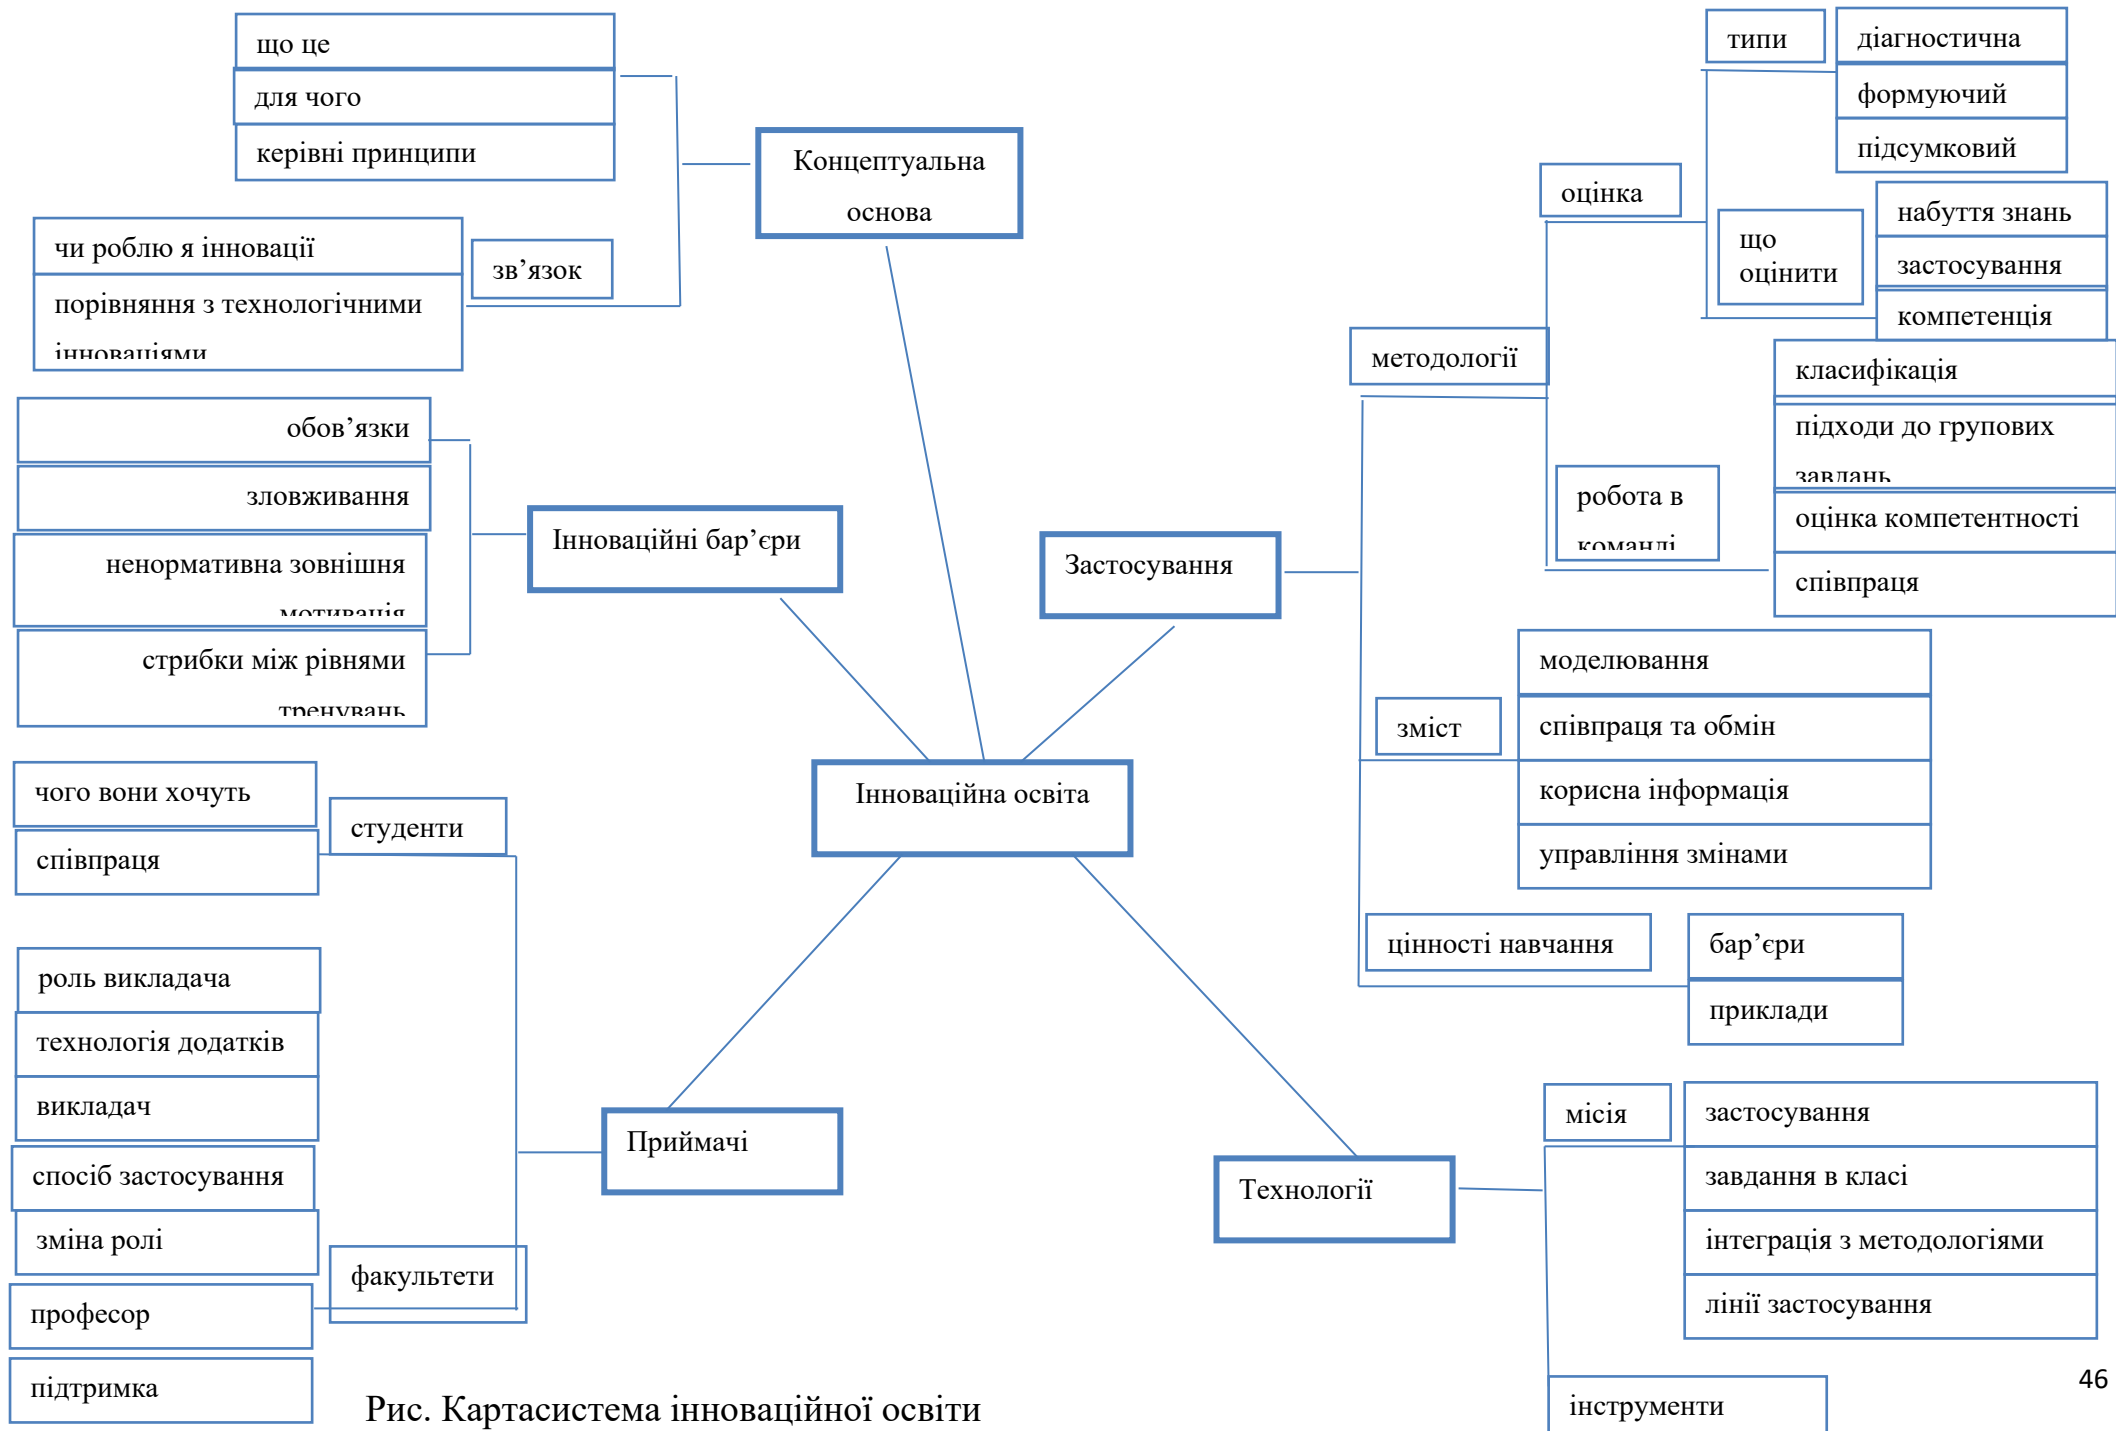 що це
для чого
керівні принципи
Концептуальна
основа
чи роблю я інновації
порівняння з технологічними
інноваціями
зв’язок
обов’язки
зловживання
ненормативна зовнішня
мотивація
стрибки між рівнями
тренувань
Інноваційні бар’єри
Застосування
Інноваційна освіта
чого вони хочуть
співпраця
студенти
роль викладача
технологія додатків
викладач
спосіб застосування
зміна ролі
професор
підтримка
факультети
Приймачі
Технології
типи
діагностична
формуючий
підсумковий
оцінка
що
оцінити
набуття знань
застосування
компетенція
методології
класифікація
підходи до групових
завдань
оцінка компетентності
співпраця
робота в
команді
зміст
моделювання
співпраця та обмін
корисна інформація
управління змінами
цінності навчання
бар’єри
приклади
місія
застосування
завдання в класі
інтеграція з методологіями
лінії застосування
інструменти
Рис. Картасистема інноваційної освіти
46